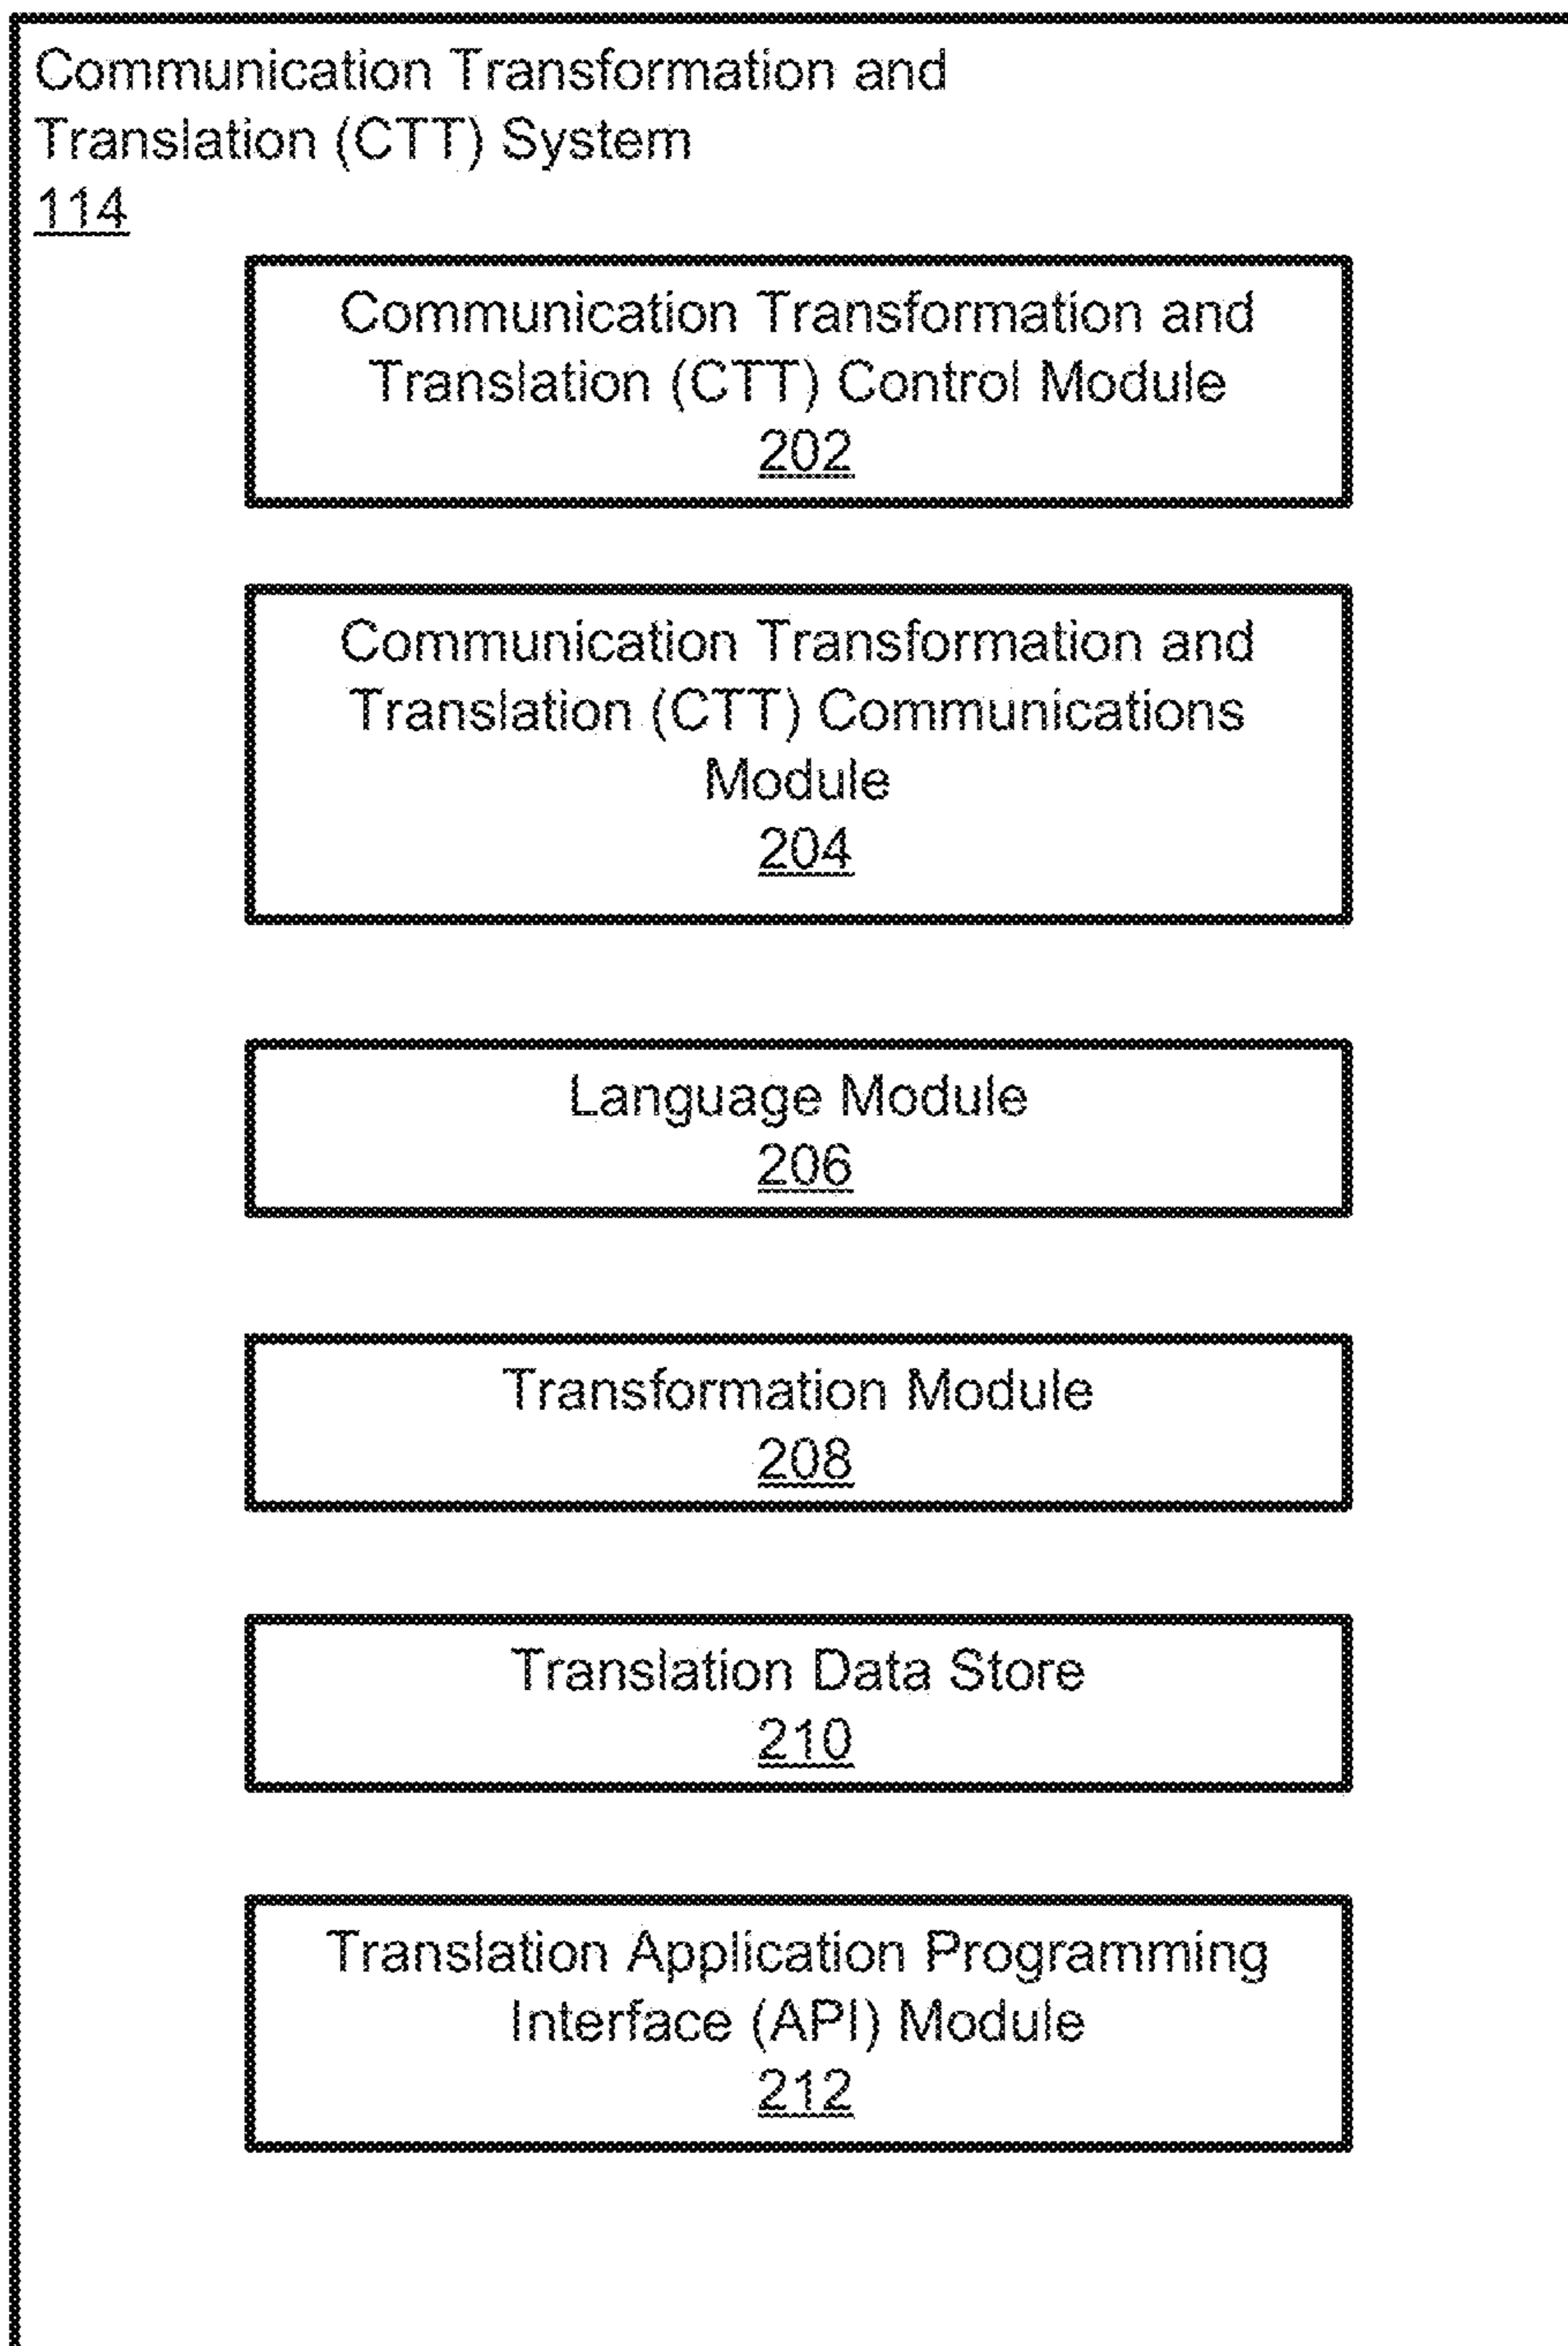 Communication Transformation and
Translation (CTT) System
114
Communication Transformation and
Translation (CTT) Control Module
202
Communication Transformation and
Translation (CTT) Communications
Module
204
Language Module
206
Transformation Module
208
Translation Data Store
210
Translation Application Programming
Interface (API) Module
212